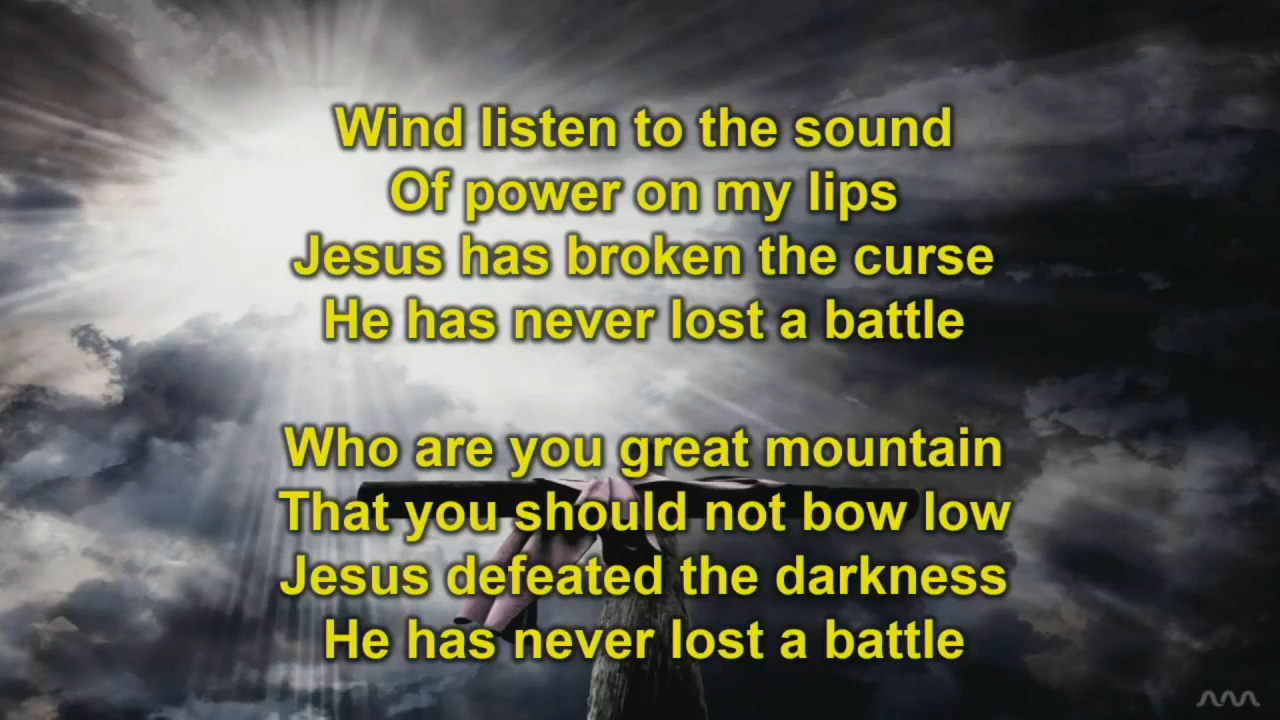 Wind listen to the sound
Of power on my lips
Jesus has broken the curse
He has never lost a battle
Who are you great mountain
That you should not bow low
Jesus defeated the darkness
He has never lost a battle